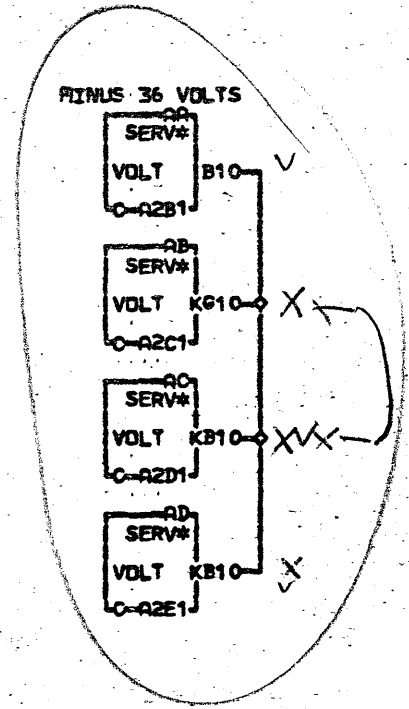 MINUS 36 VOLTS
AA
SERV*
VOLT B10
C A2B1
AB
SERV*
VOLT KG10 X
C A2C1
AC
SERV*
VOLT KB10 XVX
C A2D1
AD
SERV*
VOLT KB10 X
C A2E1